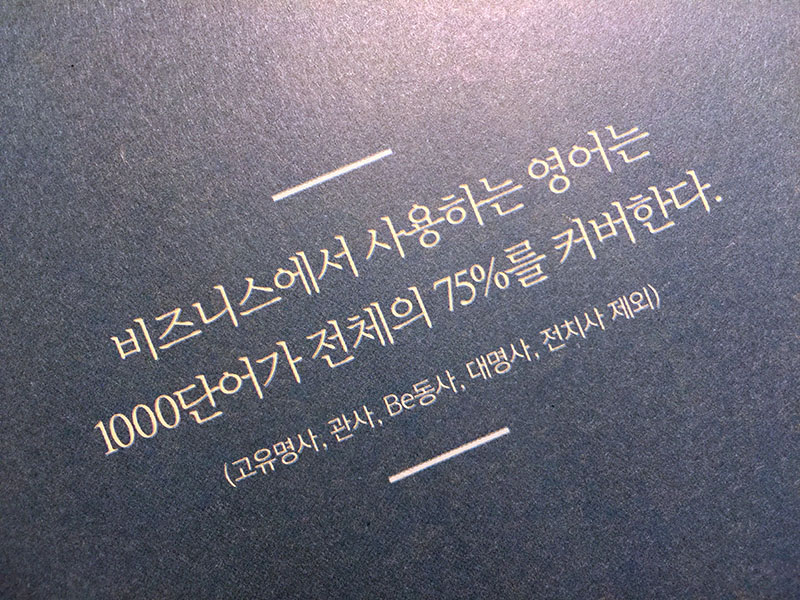 비즈니스에서 사용하는 영어는
1000단어가 전체의 75%를 커버한다.
(고유명사, 관사, Be동사, 대명사, 전치사 제외)